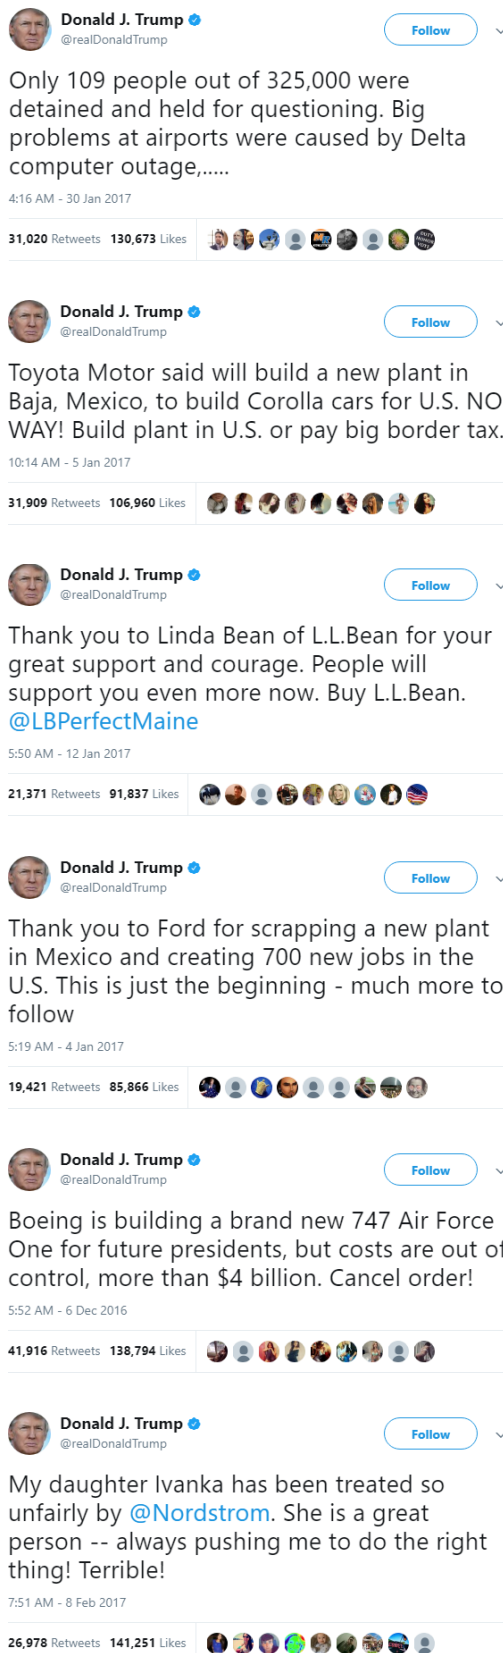 Donald J. Trump
Follow
@realDonaldTrump
Only 109 people out of 325,000 were
detained and held for questioning. Big
problems at airports were caused by Delta
computer outage,.....
4:16 AM - 30 Jan 2017
31,020 Retweets 130,673 Likes
Donald J. Trump
Follow
@realDonaldTrump
Toyota Motor said will build a new plant in
Baja, Mexico, to build Corolla cars for U.S. NO
WAY! Build plant in U.S. or pay big border tax.
10:14 AM - 5 Jan 2017
31,909 Retweets 106,960 Likes
Donald J. Trump
Follow
@realDonaldTrump
Thank you to Linda Bean of L.L.Bean for your
great support and courage. People will
support you even more now. Buy L.L.Bean.
@LBPerfectMaine
5:50 AM - 12 Jan 2017
21,371 Retweets 91,837 Likes
Donald J. Trump
Follow
@realDonaldTrump
Thank you to Ford for scrapping a new plant
in Mexico and creating 700 new jobs in the
U.S. This is just the beginning - much more to
follow
5:19 AM - 4 Jan 2017
19,421 Retweets 85,866 Likes
Donald J. Trump
Follow
@realDonaldTrump
Boeing is building a brand new 747 Air Force
One for future presidents, but costs are out of
control, more than $4 billion. Cancel order!
5:52 AM - 6 Dec 2016
41,916 Retweets 138,794 Likes
Donald J. Trump
Follow
@realDonaldTrump
My daughter Ivanka has been treated so
unfairly by @Nordstrom. She is a great
person -- always pushing me to do the right
thing! Terrible!
7:51 AM - 8 Feb 2017
26,978 Retweets 141,251 Likes